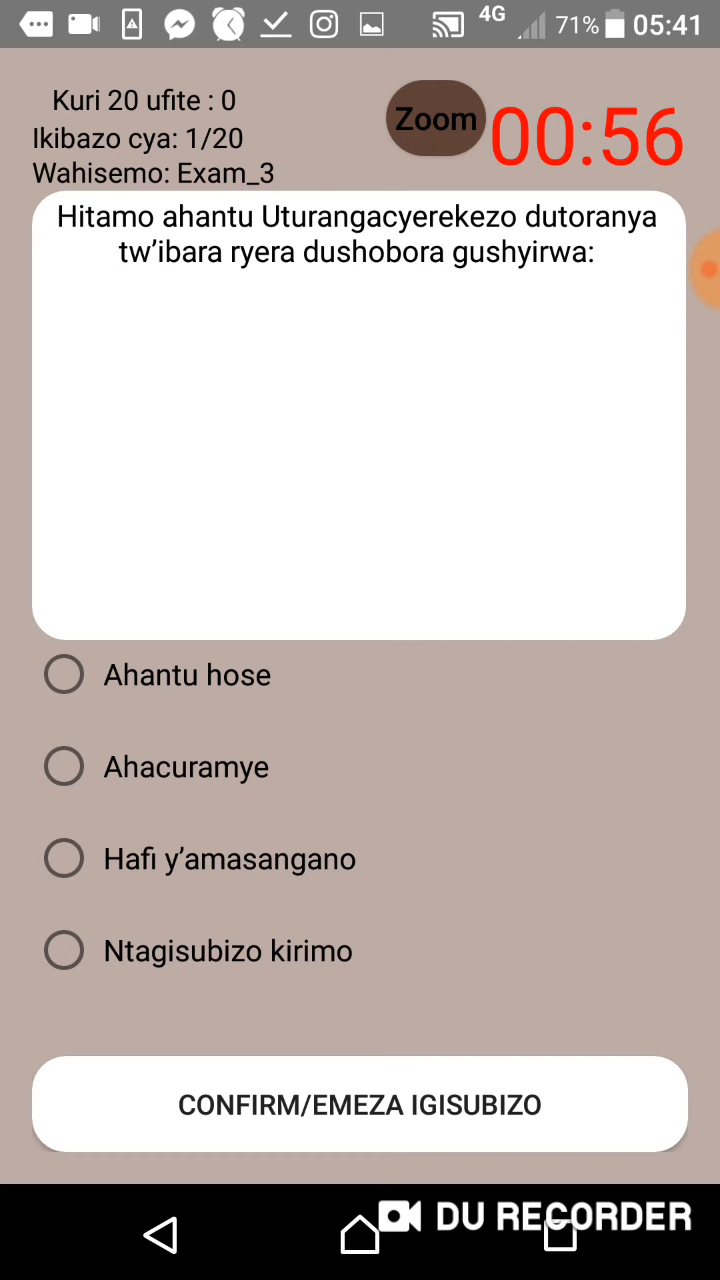 4G
71%
05:41
Kuri 20 ufite : 0
Zoom
00:56
Ikibazo cya: 1/20
Wahisemo: Exam_3
Hitamo ahantu Uturangacyerekezo dutoranya
tw’ibara ryera dushobora gushyirwa:
Ahantu hose
Ahacuramye
Hafi y’amasangano
Ntagisubizo kirimo
CONFIRM/EMEZA IGISUBIZO
DU RECORDER